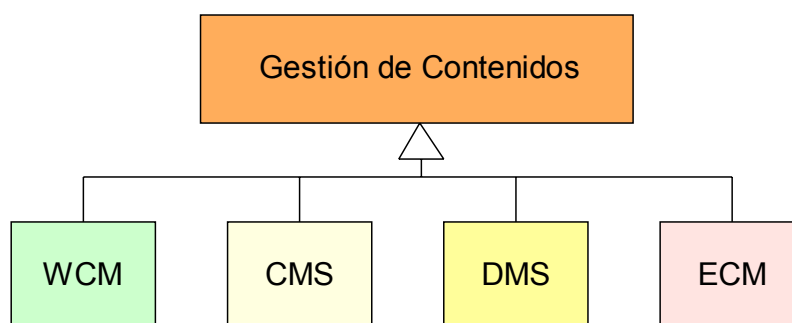 Gestión de Contenidos
WCM
CMS
DMS
ECM